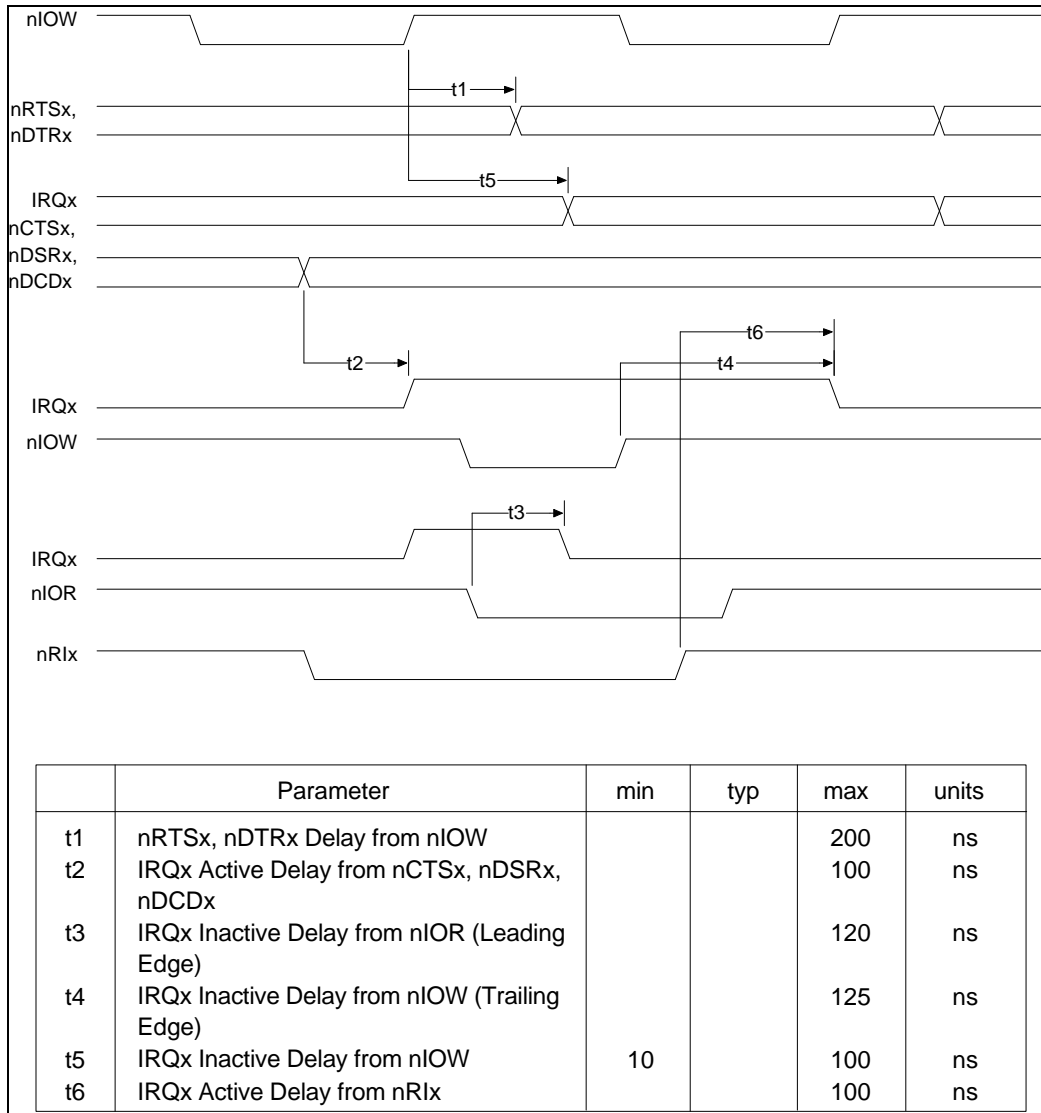 nIOW
t1
nRTSx,
nDTRx
t5
IRQx
nCTSx,
nDSRx,
nDCDx
t6
t2
t4
IRQx
nIOW
t3
IRQx
nIOR
nRIx
Parameter min typ max units
t1 nRTSx, nDTRx Delay from nIOW 200 ns
t2 IRQx Active Delay from nCTSx, nDSRx, 100 ns
nDCDx
t3 IRQx Inactive Delay from nIOR (Leading 120 ns
Edge)
t4 IRQx Inactive Delay from nIOW (Trailing 125 ns
Edge)
t5 IRQx Inactive Delay from nIOW 10 100 ns
t6 IRQx Active Delay from nRIx 100 ns